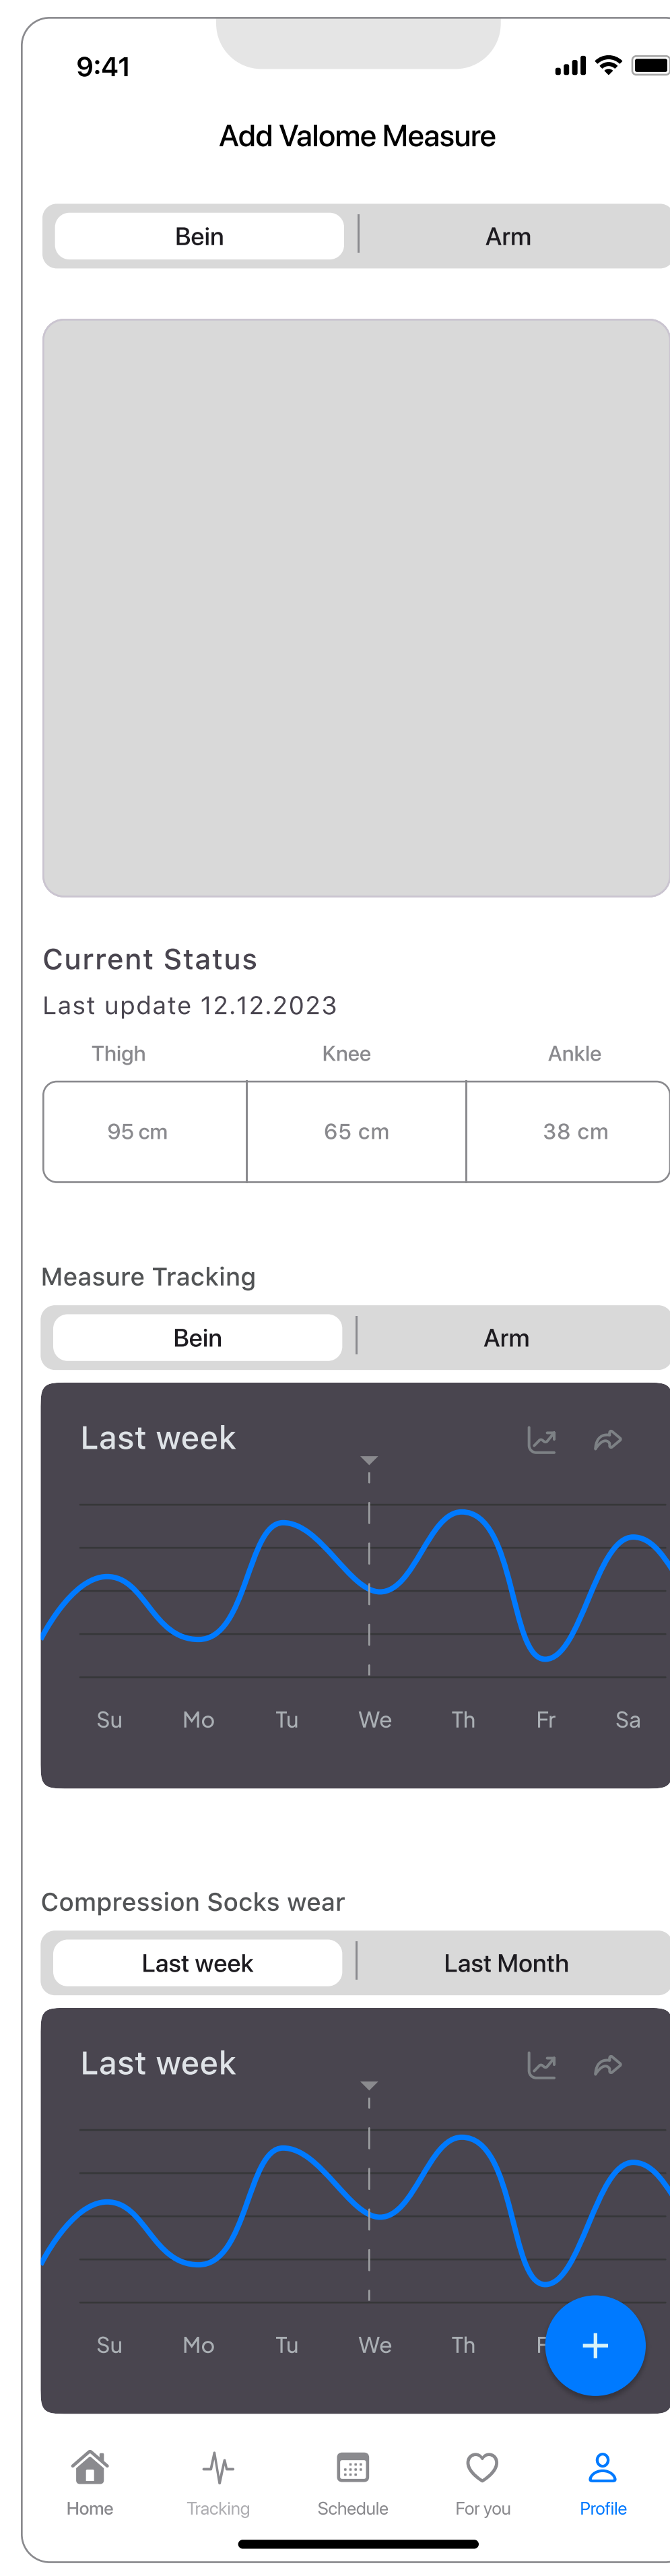 9:41
Add Valome Measure
Bein
Arm
Current Status
Last update 12.12.2023
Thigh Knee Ankle
95 cm 65 cm 38 cm
Measure Tracking
Bein
Arm
Last week
Su Mo Tu We Th Fr Sa
Compression Socks wear
Last week
Last Month
Last week
Su Mo Tu We Th
+
Home Tracking Schedule For you Profile